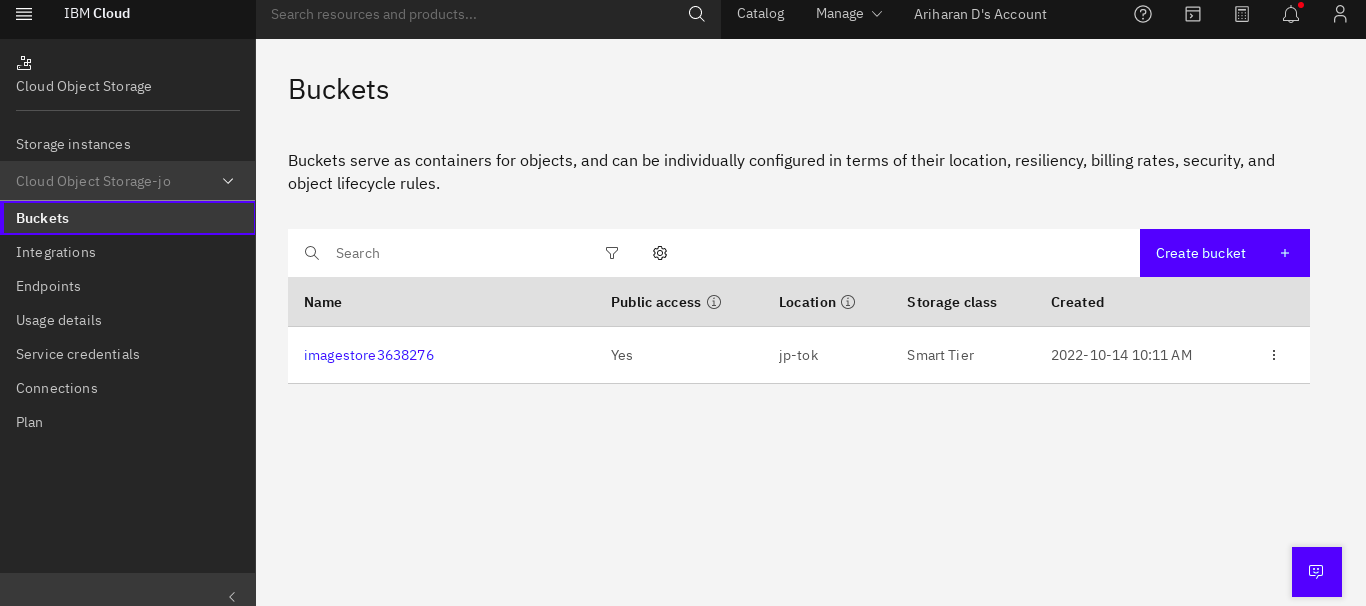 IBM Cloud
Search resources and products...
Catalog
Manage
Ariharan D's Account
Cloud Object Storage
Storage instances
Cloud Object Storage-jo
Buckets
Integrations
Endpoints
Usage details
Service credentials
Connections
Plan
Buckets
Buckets serve as containers for objects, and can be individually configured in terms of their location, resiliency, billing rates, security, and
object lifecycle rules.
Search
Create bucket +
Name Public access Location Storage class Created
imagestore3638276 Yes jp-tok Smart Tier 2022-10-14 10:11 AM